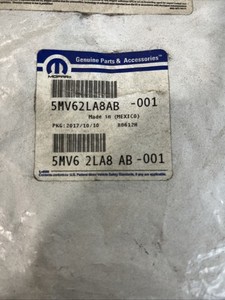 Genuine Parts & Accessories
MOPAR
5MV62LA8AB -001
Made in (MEXICO)
PKG:2017/10/10
5MV6 2LA8 AB -001